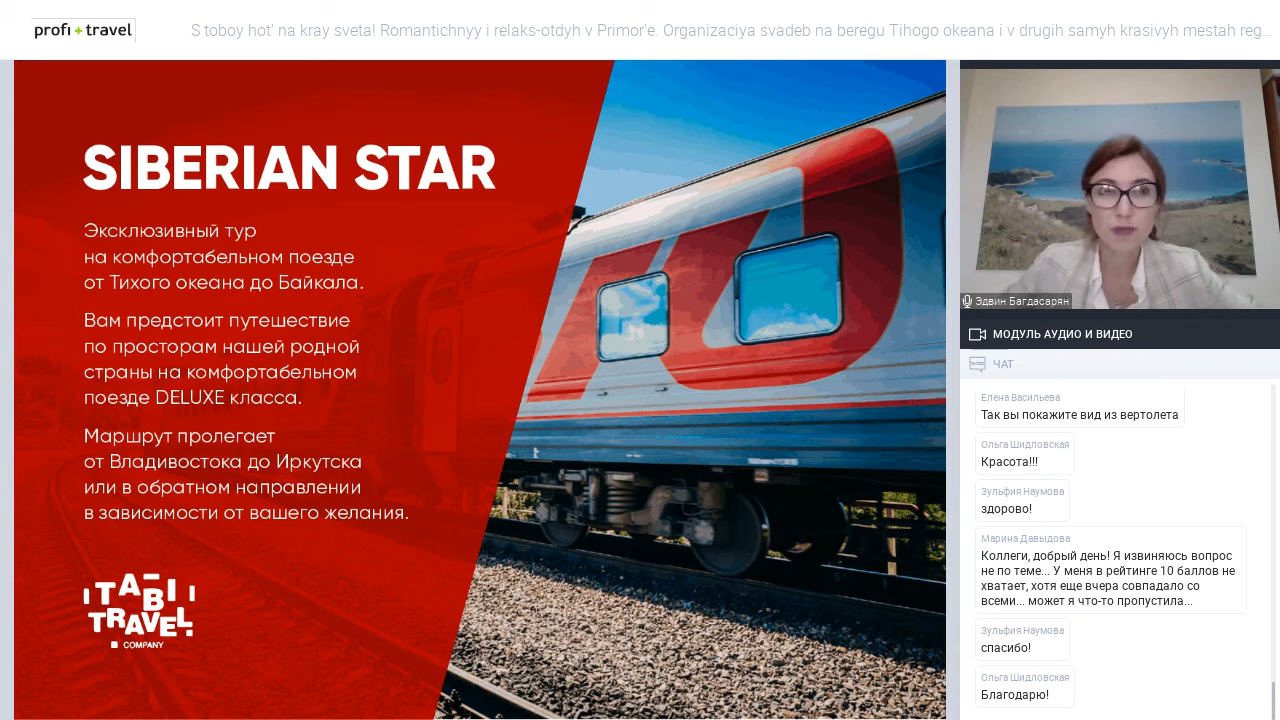 profi + travel
S toboy hot' na kray sveta! Romantichnyy i relaks-otdyh v Primor'e. Organizaciya svadeb na beregu Tihogo okeana i v drugih samyh krasivyh mestah reg...
SIBERIAN STAR
Эксклюзивный тур
на комфортабельном поезде
от Тихого океана до Байкала.
Вам предстоит путешествие
по просторам нашей родной
страны на комфортабельном
поезде DELUXE класса.
Маршрут пролегает
от Владивостока до Иркутска
или в обратном направлении
в зависимости от вашего желания.
TABI
TRAVEL
COMPANY
Эдвин Багдасарян
МОДУЛЬ АУДИО И ВИДЕО
ЧАТ
Елена Васильева
Так вы покажите вид из вертолета
Ольга Шидловская
Красота!!!
Зульфия Наумова
здорово!
Марина Давыдова
Коллеги, добрый день! Я извиняюсь вопрос
не по теме... У меня в рейтинге 10 баллов не
хватает, хотя еще вчера совпадало со
всеми... может я что-то пропустила...
Зульфия Наумова
спасибо!
Ольга Шидловская
Благодарю!